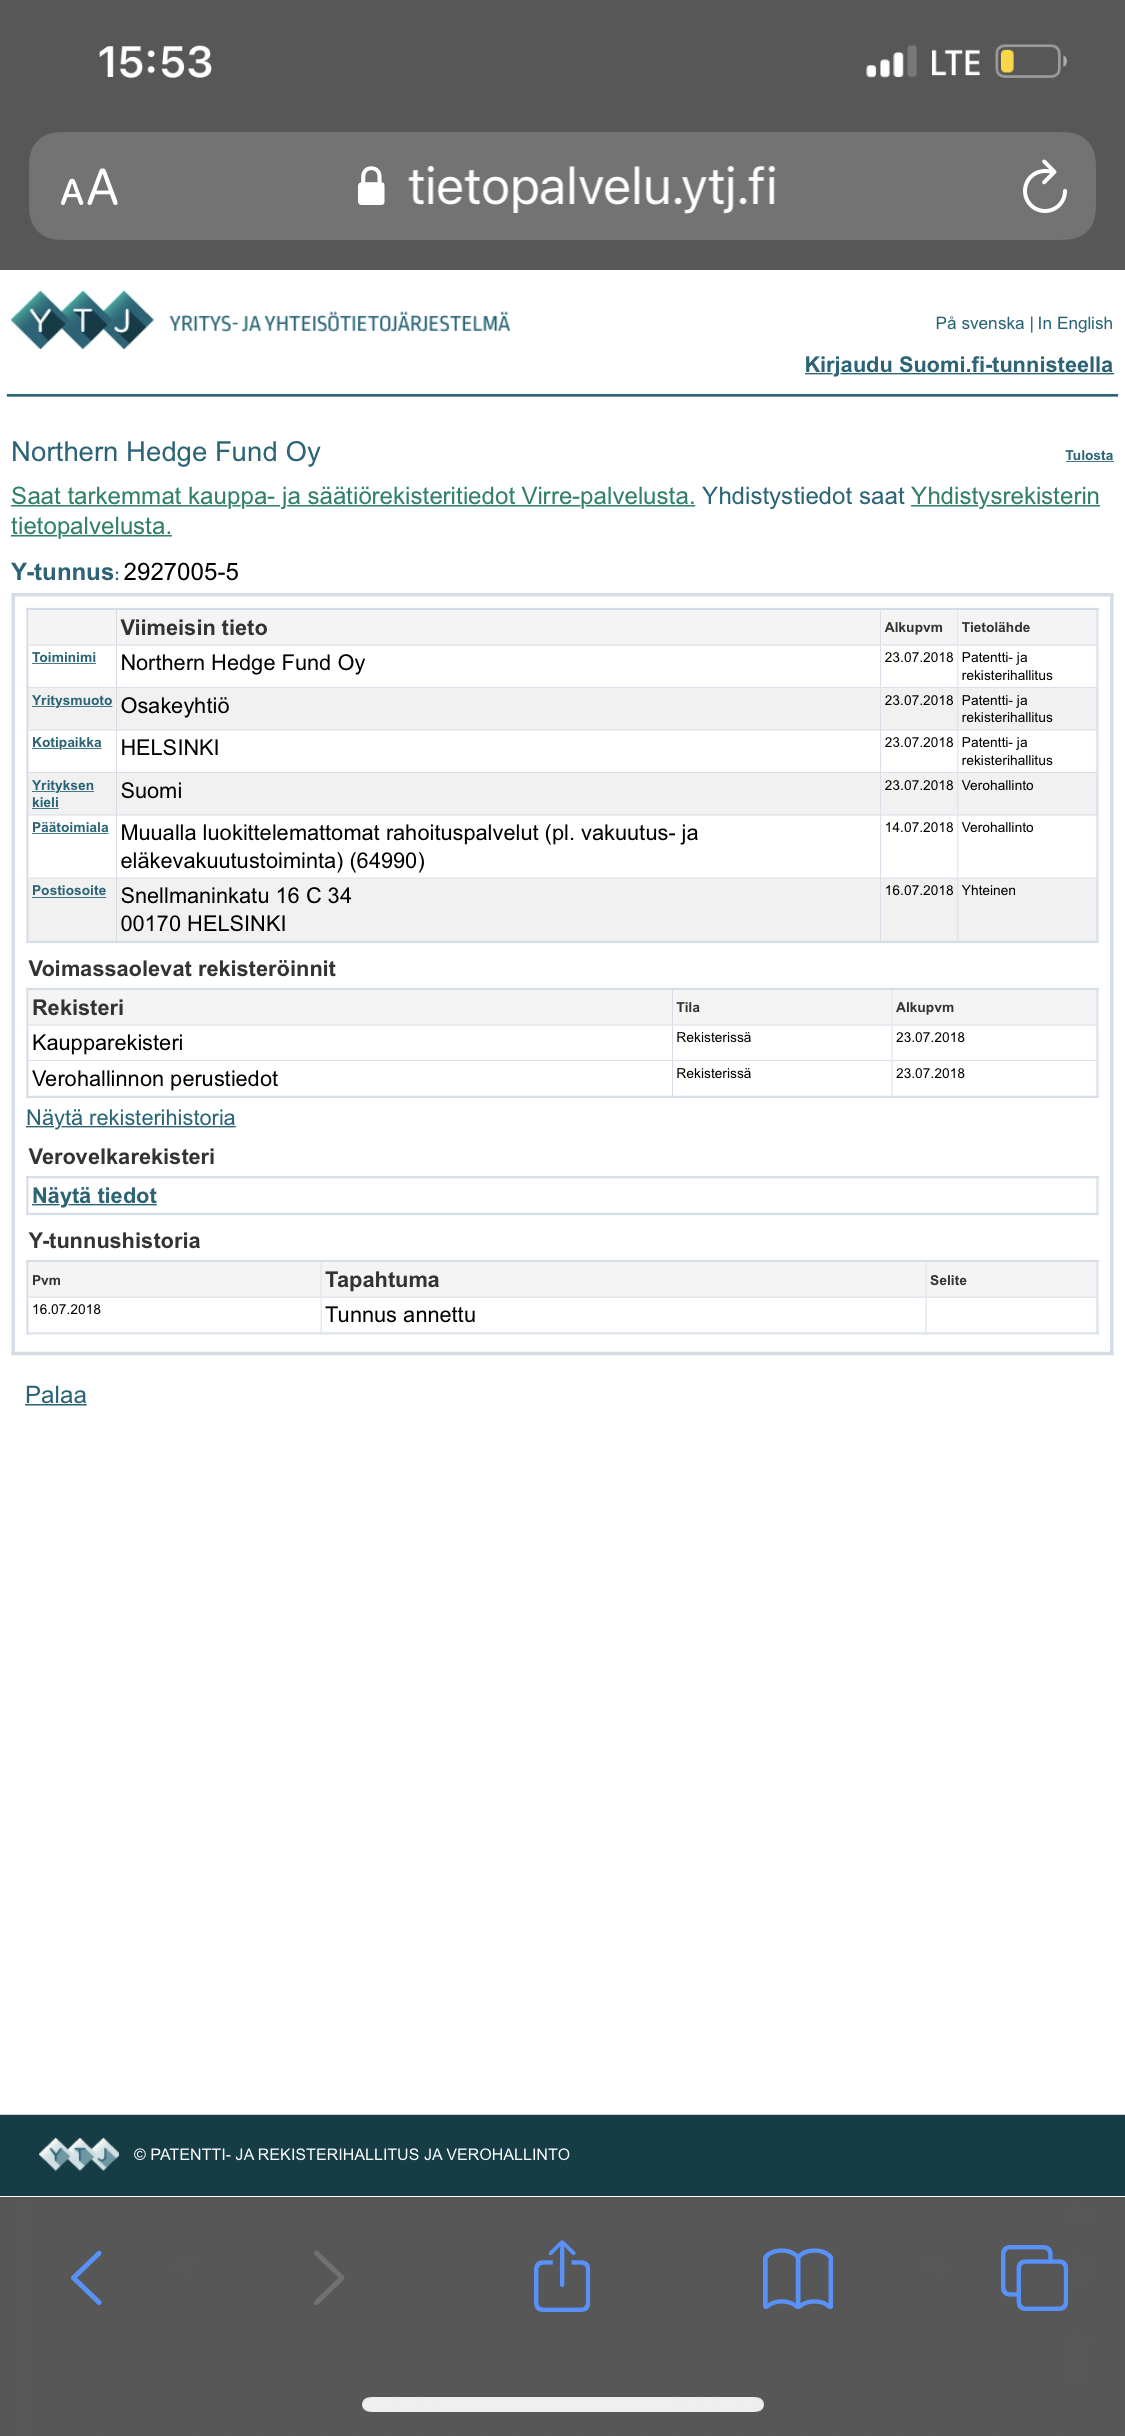 15:53 LTE
AA tietopalvelu.ytj.fi
YTJ YRITYS- JA YHTEISÖTIETOJÄRJESTELMÄ
På svenska | In English
Kirjaudu Suomi.fi-tunnisteella
Northern Hedge Fund Oy
Tulosta
Saat tarkemmat kauppa- ja säätiörekisteritiedot Virre-palvelusta. Yhdistystiedot saat Yhdistysrekisterin
tietopalvelusta.
Y-tunnus: 2927005-5
Viimeisin tieto Alkupvm Tietolähde
Toiminimi Northern Hedge Fund Oy 23.07.2018 Patentti- ja
rekisterihallitus
Yritysmuoto Osakeyhtiö 23.07.2018 Patentti- ja
rekisterihallitus
Kotipaikka HELSINKI 23.07.2018 Patentti- ja
rekisterihallitus
Yrityksen
kieli Suomi 23.07.2018 Verohallinto
Päätoimiala Muualla luokittelemattomat rahoituspalvelut (pl. vakuutus- ja
eläkevakuutustoiminta) (64990) 14.07.2018 Verohallinto
Postiosoite Snellmaninkatu 16 C 34
00170 HELSINKI 16.07.2018 Yhteinen
Voimassaolevat rekisteröinnit
Rekisteri Tila Alkupvm
Kaupparekisteri Rekisterissä 23.07.2018
Verohallinnon perustiedot Rekisterissä 23.07.2018
Näytä rekisterihistoria
Verovelkarekisteri
Näytä tiedot
Y-tunnushistoria
Pvm Tapahtuma Selite
16.07.2018 Tunnus annettu
Palaa
YTJ © PATENTTI- JA REKISTERIHALLITUS JA VEROHALLINTO